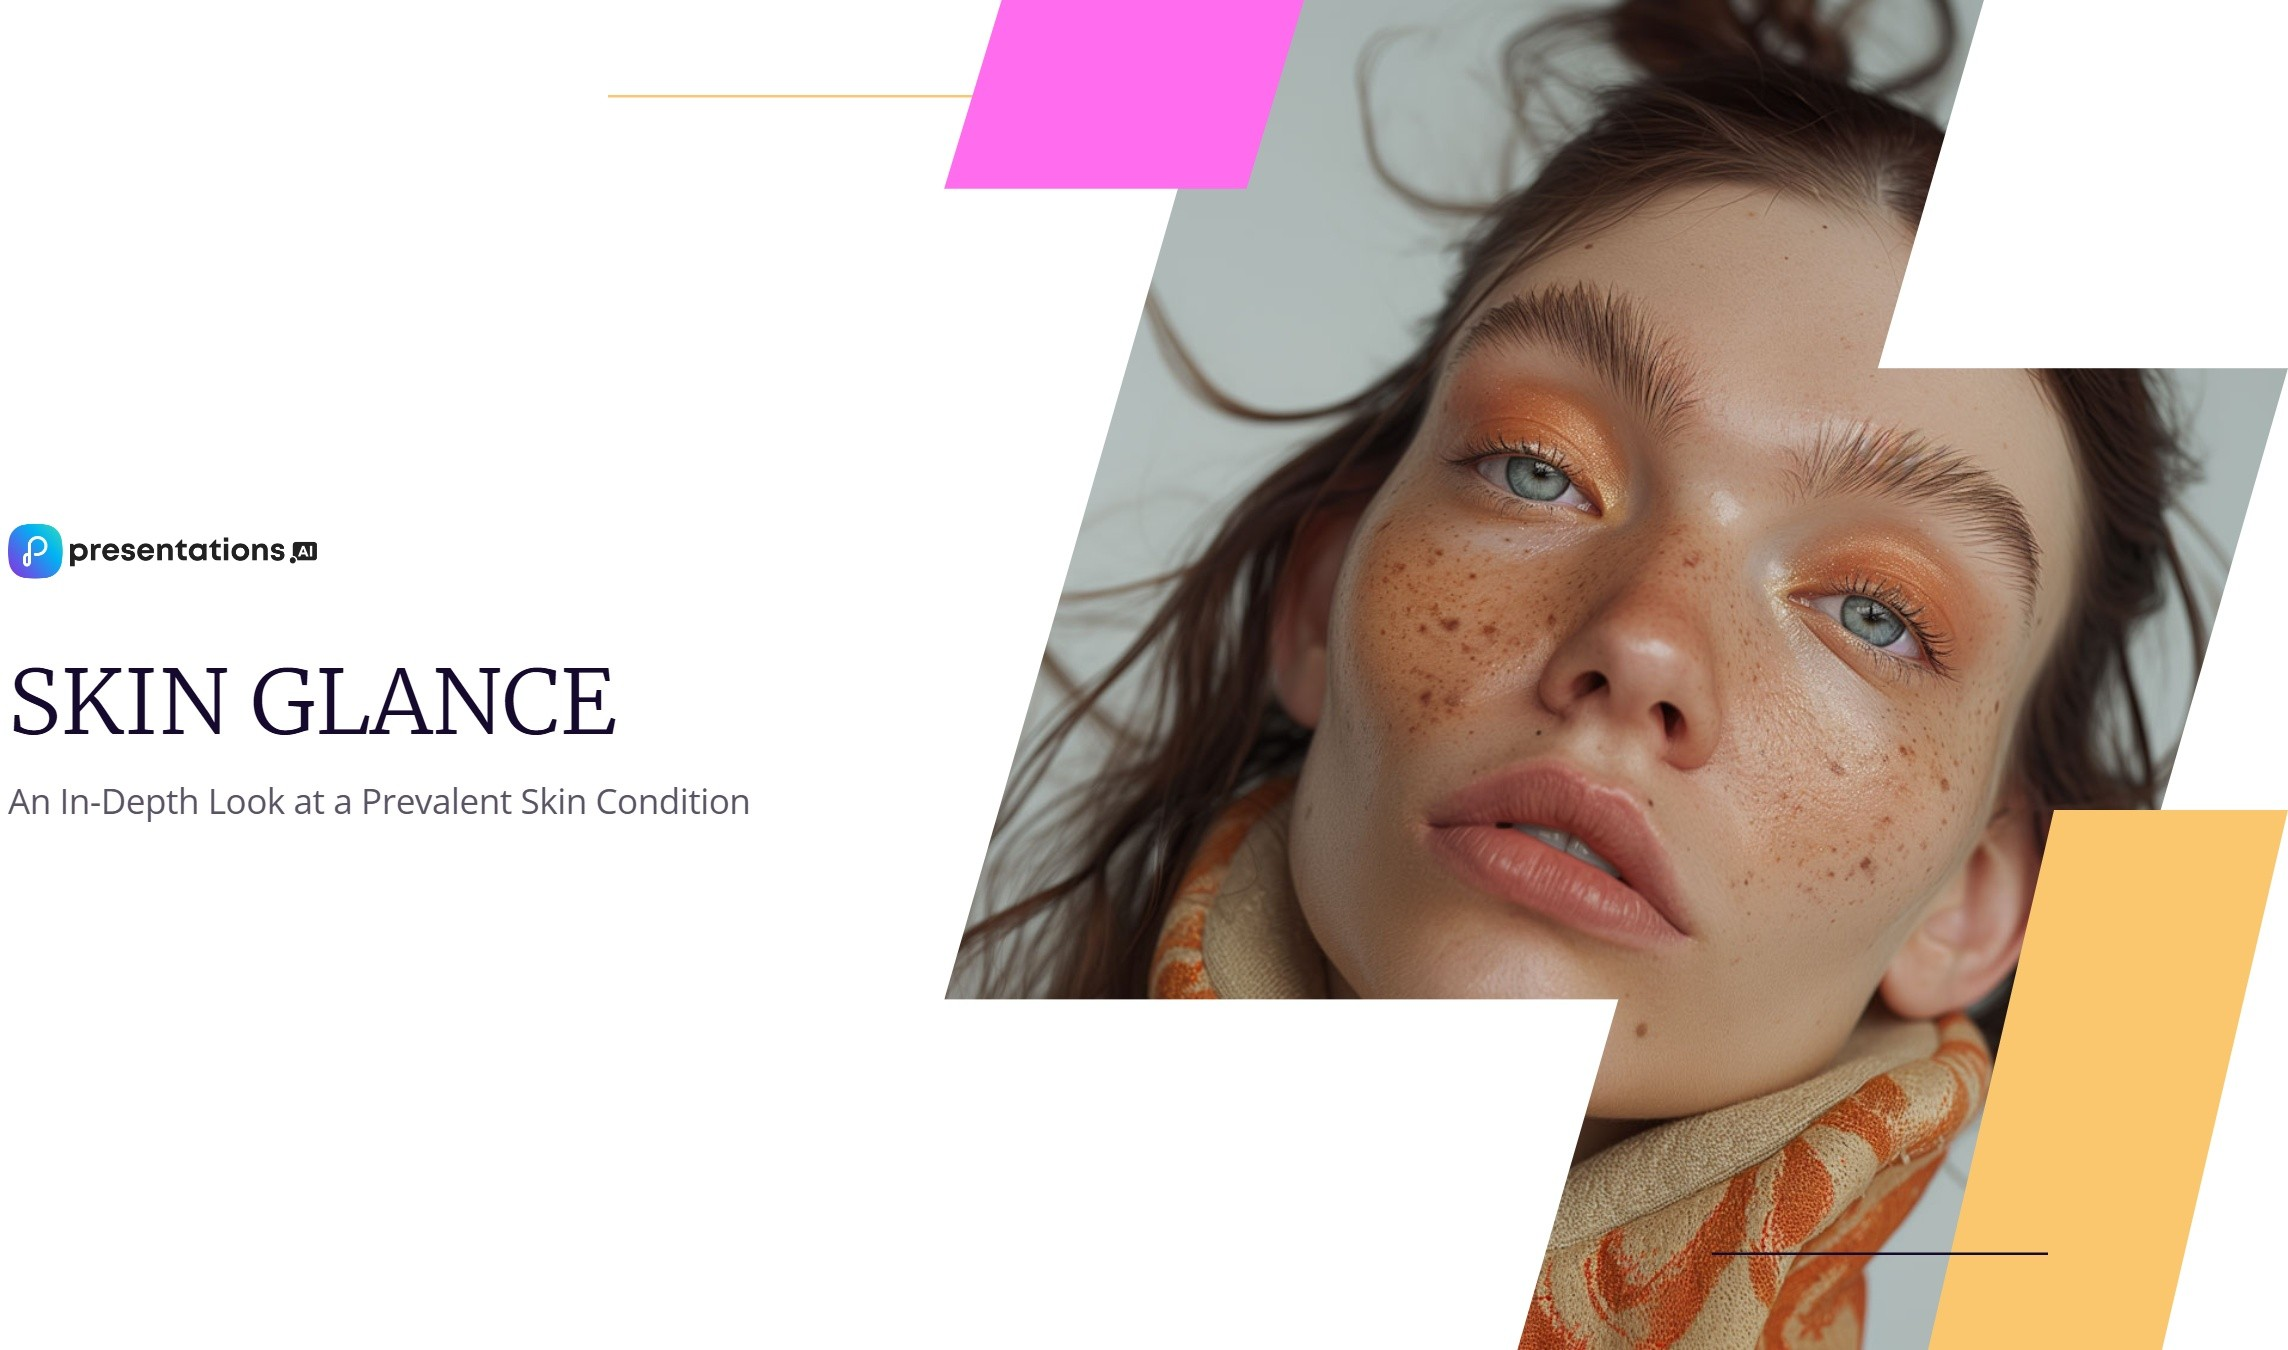 presentations.AI
SKIN GLANCE
An In-Depth Look at a Prevalent Skin Condition